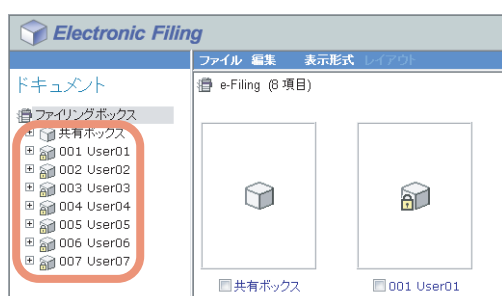 Electronic Filing
ファイル 編集 表示形式 レイアウト
ドキュメント
e-Filing (8 項目)
ファイリングボックス
共有ボックス
001 User01
002 User02
003 User03
004 User04
005 User05
006 User06
007 User07
共有ボックス 001 User01